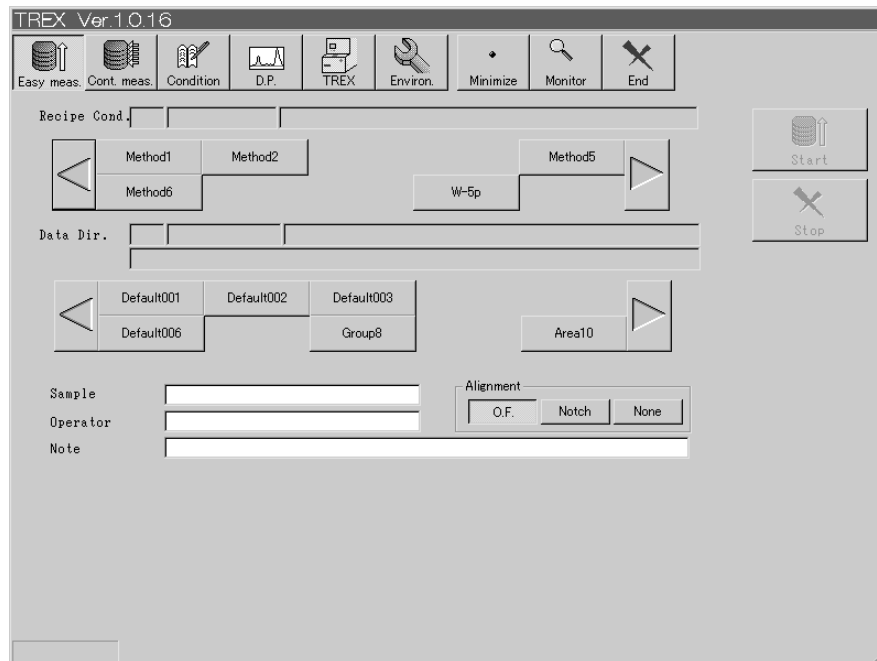 TREX Ver.1.0.16
Easy meas. Cont. meas. Condition D.P. TREX Environ. Minimize Monitor End
Recipe Cond.
Method1 Method2 Method5
Method6 W-5p
Start
Stop
Data Dir.
Default001 Default002 Default003
Default006 Group8 Area10
Sample
Alignment
O.F. Notch None
Operator
Note